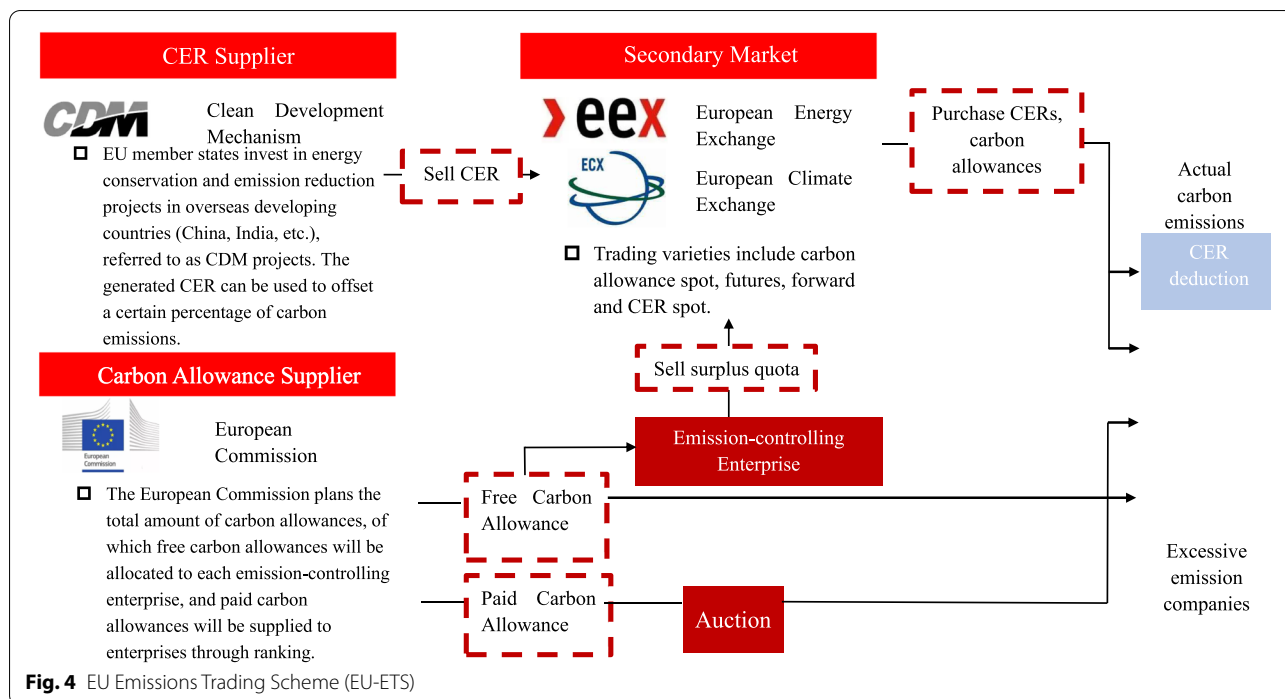 CER Supplier
CDM
Clean Development
Mechanism
EU member states invest in energy
conservation and emission reduction
projects in overseas developing
countries (China, India, etc.),
referred to as CDM projects. The
generated CER can be used to offset
a certain percentage of carbon
emissions.
Sell CER
Secondary Market
eex
European Energy
Exchange
ECX
European Climate
Exchange
Trading varieties include carbon
allowance spot, futures, forward
and CER spot.
Purchase CERs,
carbon
allowances
Actual
carbon
emissions
CER
deduction
Sell surplus quota
Emission-controlling
Enterprise
Carbon Allowance Supplier
European
Commission
European
Commission
The European Commission plans the
total amount of carbon allowances, of
which free carbon allowances will be
allocated to each emission-controlling
enterprise, and paid carbon
allowances will be supplied to
enterprises through ranking.
Free Carbon
Allowance
Paid Carbon
Allowance
Auction
Excessive
emission
companies
Fig. 4 EU Emissions Trading Scheme (EU-ETS)